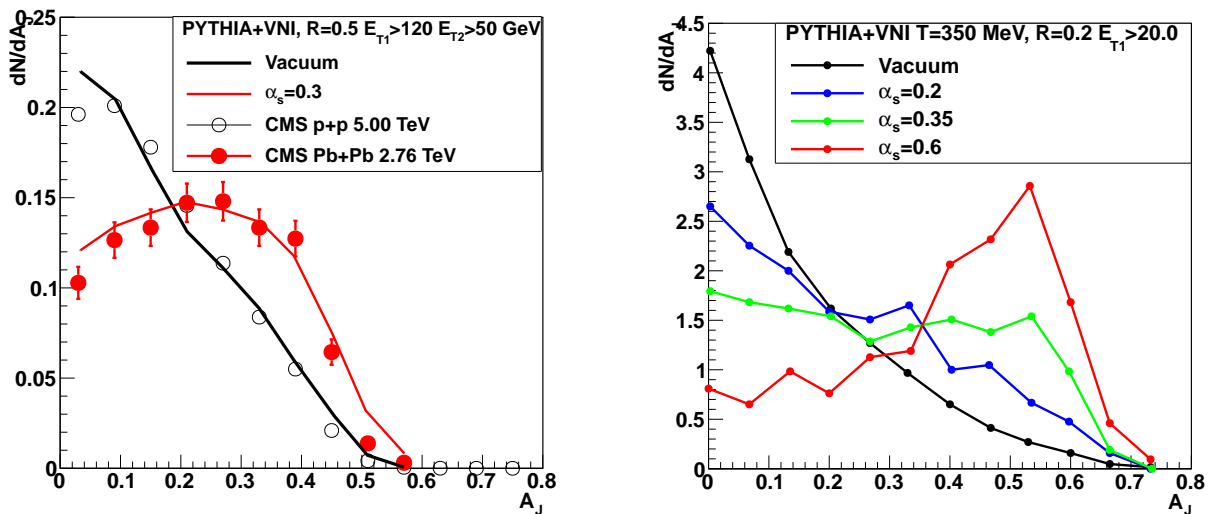 dN/dA_J
0.25
0.2
0.15
0.1
0.05
0
PYTHIA+VNI, R=0.5 E_T1>120 E_T2>50 GeV
Vacuum
α_s=0.3
CMS p+p 5.00 TeV
CMS Pb+Pb 2.76 TeV
0 0.1 0.2 0.3 0.4 0.5 0.6 0.7 0.8
A_J
dN/dA
4.5
4
3.5
3
2.5
2
1.5
1
0.5
0
PYTHIA+VNI T=350 MeV, R=0.2 E_T1>20.0
Vacuum
α_s=0.2
α_s=0.35
α_s=0.6
0 0.1 0.2 0.3 0.4 0.5 0.6 0.7 0.8
A_J